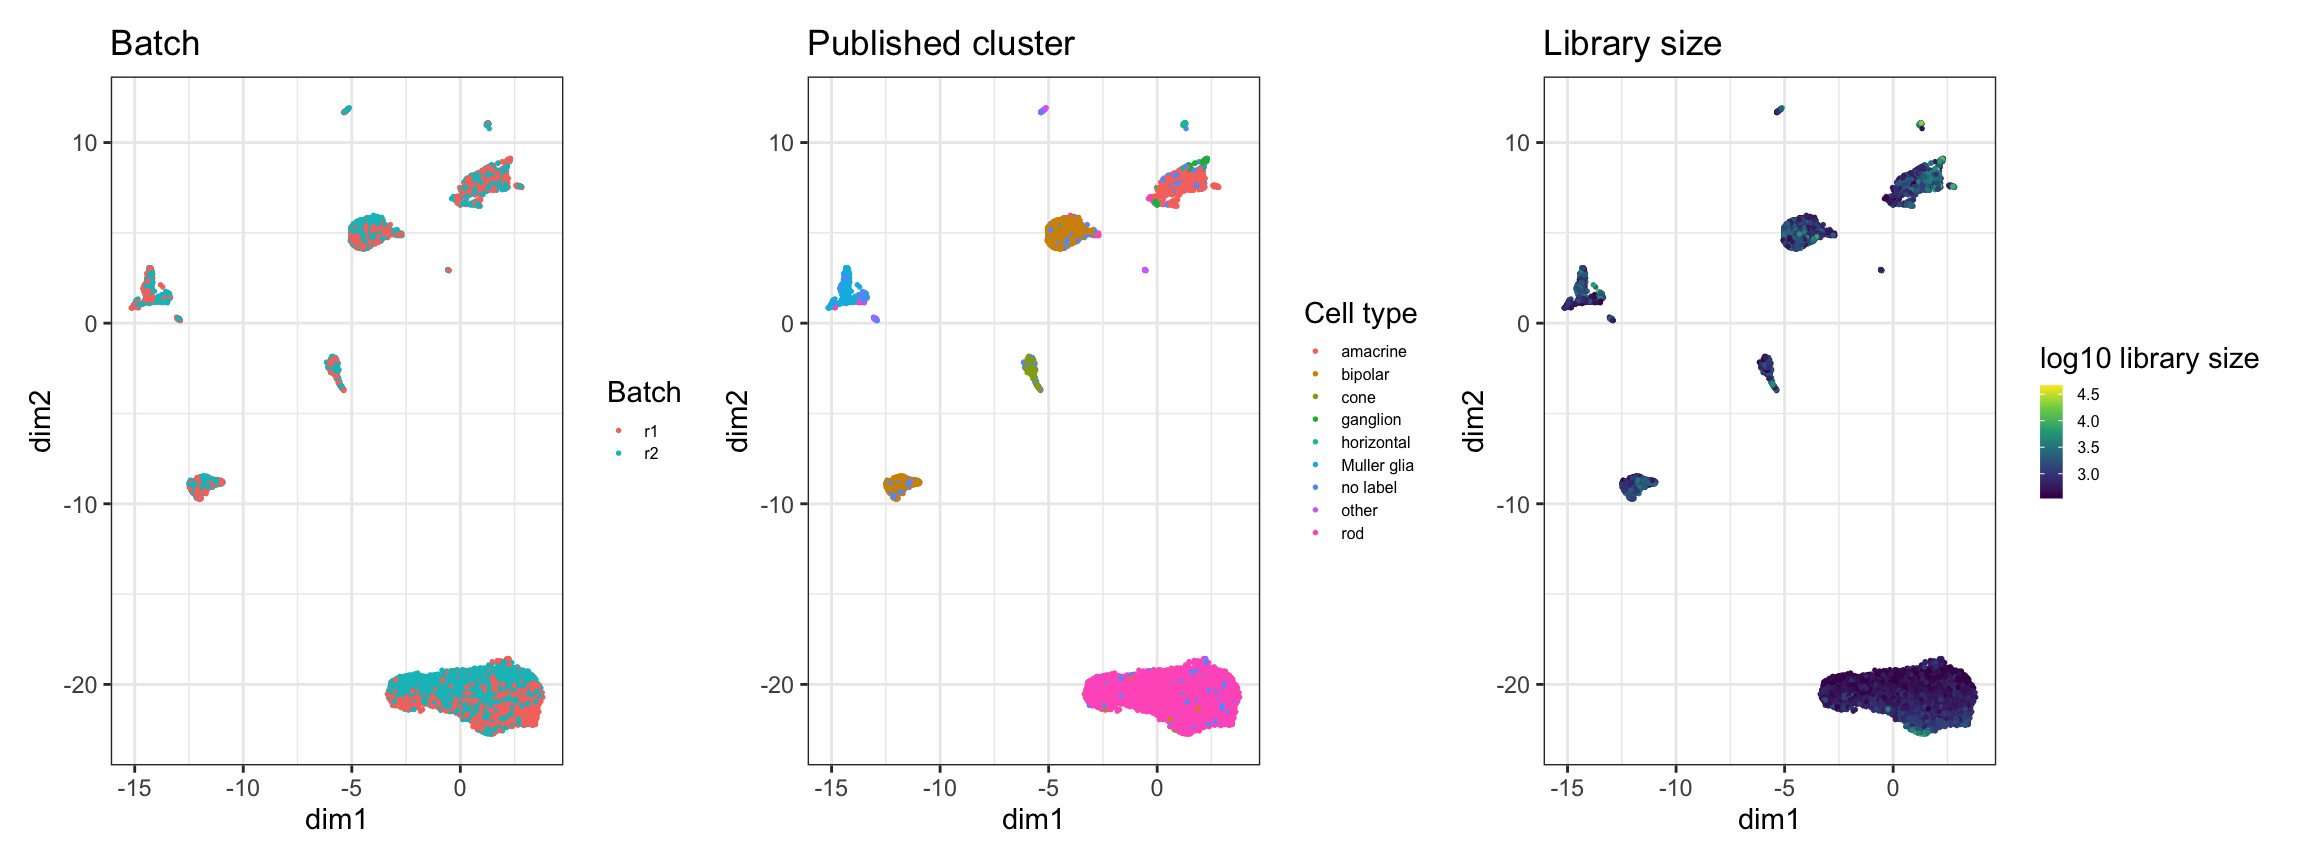 Batch
10
0
-10
-20
-15
-10
-5
0
dim1
dim2
Batch
r1
r2
Published cluster
10
0
-10
-20
-15
-10
-5
0
dim1
dim2
Cell type
amacrine
bipolar
cone
ganglion
horizontal
Muller glia
no label
other
rod
Library size
10
0
-10
-20
-15
-10
-5
0
dim1
dim2
log10 library size
4.5
4.0
3.5
3.0